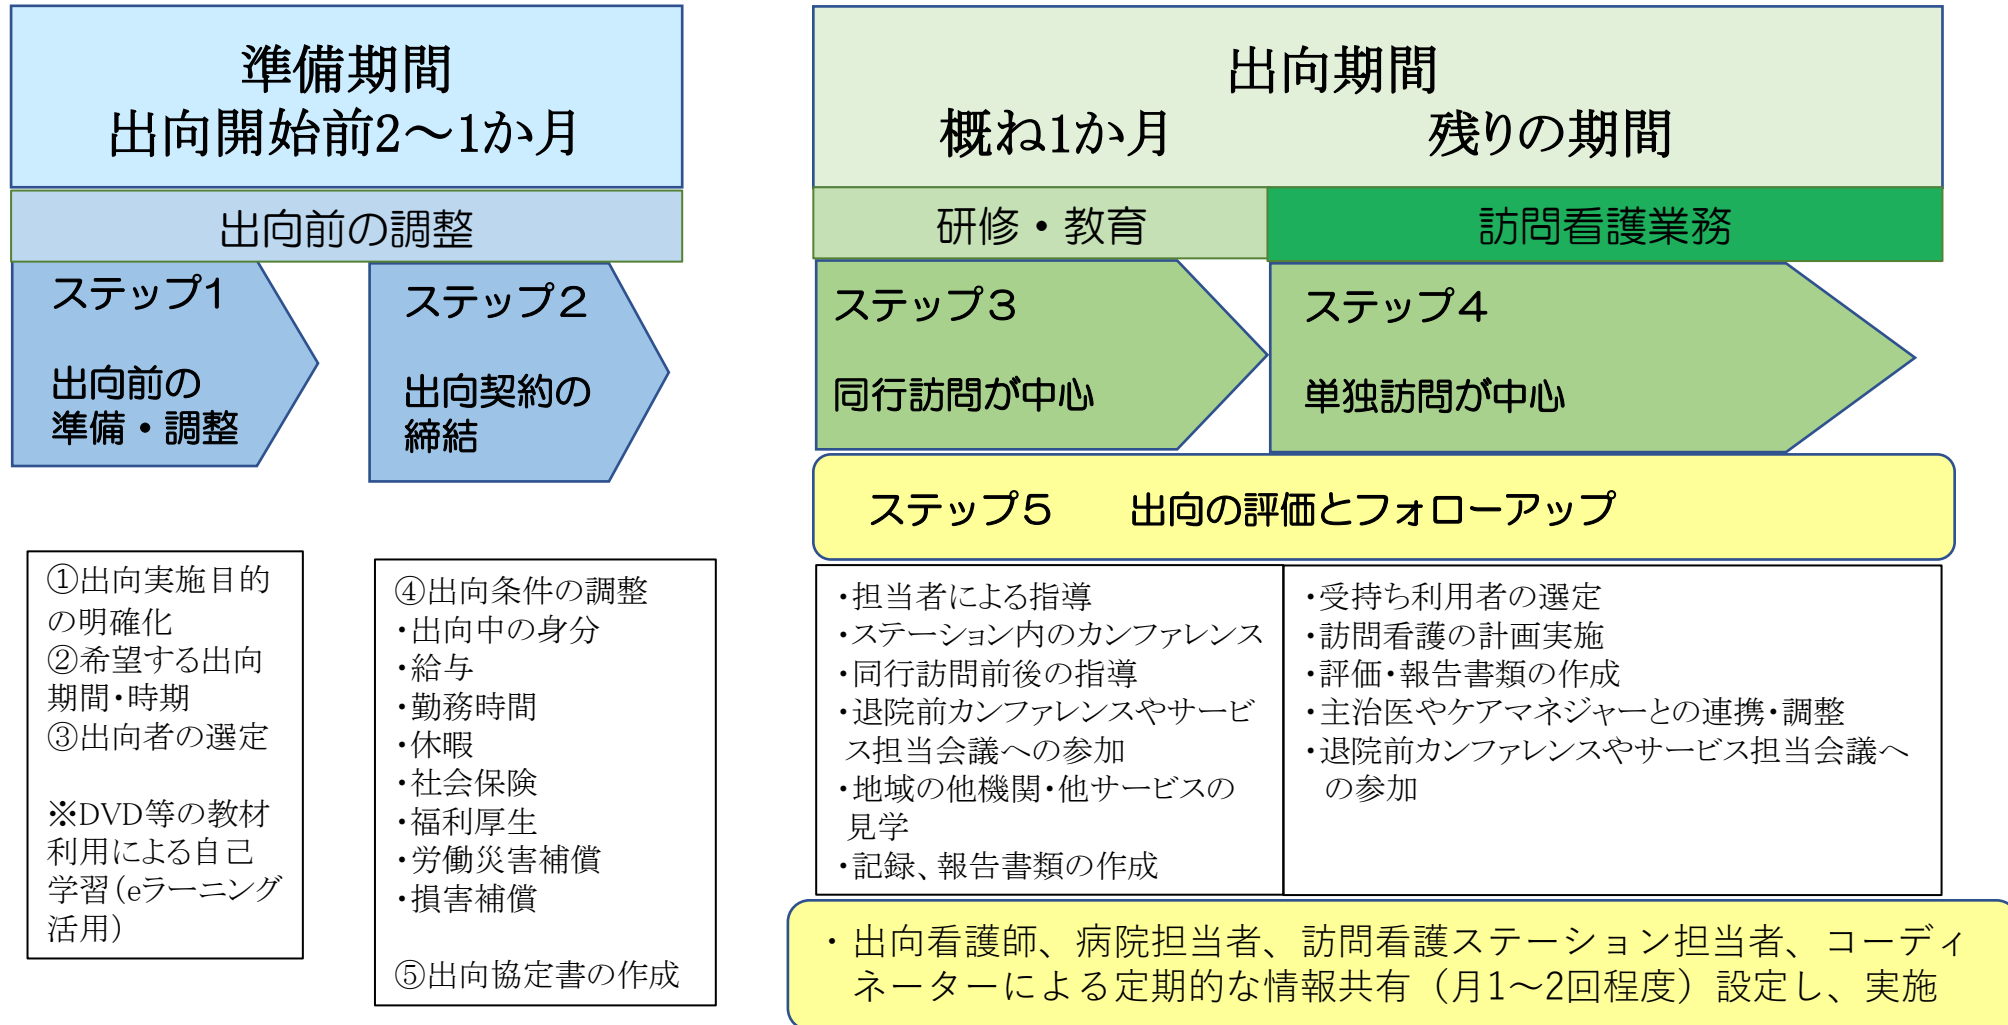 準備期間
出向開始前2～1か月
出向前の調整
ステップ1
出向前の
準備・調整
ステップ2
出向契約の
締結
①出向実施目的
の明確化
②希望する出向
期間・時期
③出向者の選定
※DVD等の教材
利用による自己
学習（eラーニング
活用）
④出向条件の調整
・出向中の身分
・給与
・勤務時間
・休暇
・社会保険
・福利厚生
・労働災害補償
・損害補償
⑤出向協定書の作成
出向期間
概ね1か月　残りの期間
研修・教育
訪問看護業務
ステップ3
同行訪問が中心
ステップ4
単独訪問が中心
ステップ5　出向の評価とフォローアップ
・担当者による指導
・ステーション内のカンファレンス
・同行訪問前後の指導
・退院前カンファレンスやサービ
ス担当会議への参加
・地域の他機関・他サービスの
見学
・記録、報告書類の作成
・受持ち利用者の選定
・訪問看護の計画実施
・評価・報告書類の作成
・主治医やケアマネジャーとの連携・調整
・退院前カンファレンスやサービス担当会議へ
の参加
・出向看護師、病院担当者、訪問看護ステーション担当者、コーディ
ネーターによる定期的な情報共有（月1～2回程度）設定し、実施